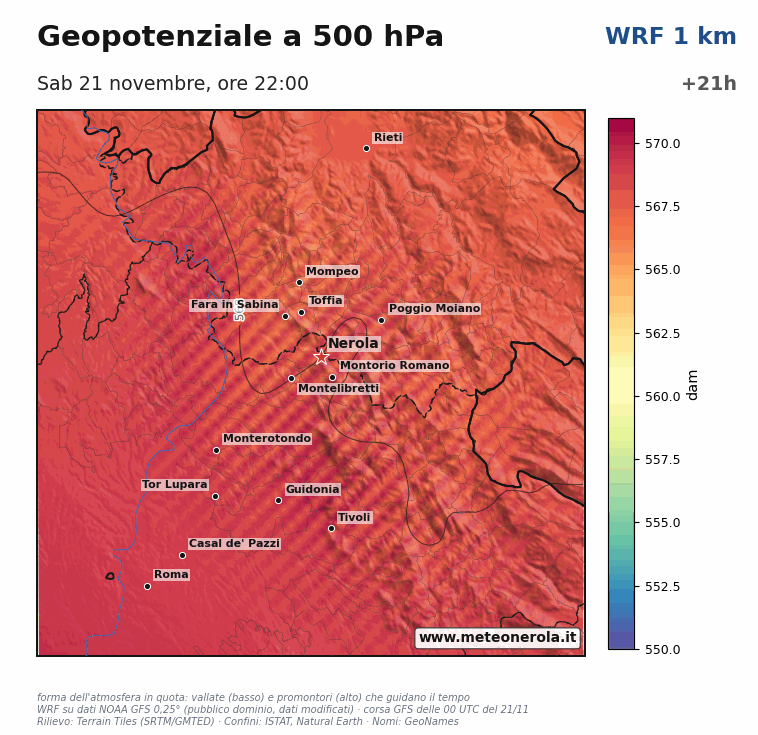 Geopotenziale a 500 hPa
WRF 1 km
Sab 21 novembre, ore 22:00
+21h
Rieti
Mompeo
Fara in Sabina
Toffia
Poggio Moiano
Nerola
Montorio Romano
Montelibretti
Monterotondo
Tor Lupara
Guidonia
Tivoli
Casal de' Pazzi
Roma
www.meteonerola.it
570.0
567.5
565.0
562.5
560.0
557.5
555.0
552.5
550.0
dam
forma dell'atmosfera in quota: vallate (basso) e promontori (alto) che guidano il tempo
WRF su dati NOAA GFS 0,25° (pubblico dominio, dati modificati) · corsa GFS delle 00 UTC del 21/11
Rilievo: Terrain Tiles (SRTM/GMTED) · Confini: ISTAT, Natural Earth · Nomi: GeoNames